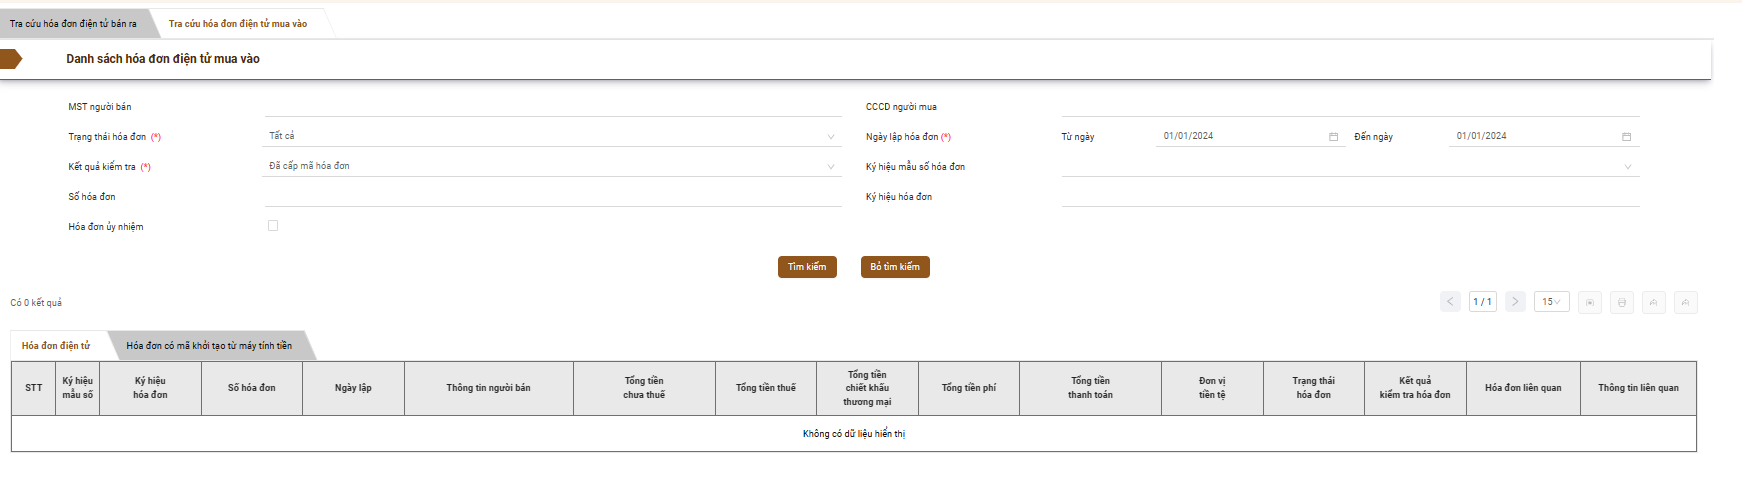 Tra cứu hóa đơn điện tử bán ra
Tra cứu hóa đơn điện tử mua vào
Danh sách hóa đơn điện tử mua vào
MST người bán
CCCD người mua
Trạng thái hóa đơn (*)
Tất cả
Ngày lập hóa đơn (*)
Từ ngày
01/01/2024
Đến ngày
01/01/2024
Kết quả kiểm tra (*)
Đã cấp mã hóa đơn
Ký hiệu mẫu số hóa đơn
Số hóa đơn
Ký hiệu hóa đơn
Hóa đơn ủy nhiệm
Tìm kiếm
Bỏ tìm kiếm
Có 0 kết quả
1 / 1
15
Hóa đơn điện tử
Hóa đơn có mã khởi tạo từ máy tính tiền
STT
Ký hiệu
mẫu số
Ký hiệu
hóa đơn
Số hóa đơn
Ngày lập
Thông tin người bán
Tổng tiền
chưa thuế
Tổng tiền thuế
Tổng tiền
chiết khấu
thương mại
Tổng tiền phí
Tổng tiền
thanh toán
Đơn vị
tiền tệ
Trạng thái
hóa đơn
Kết quả
kiểm tra hóa đơn
Hóa đơn liên quan
Thông tin liên quan
Không có dữ liệu hiển thị